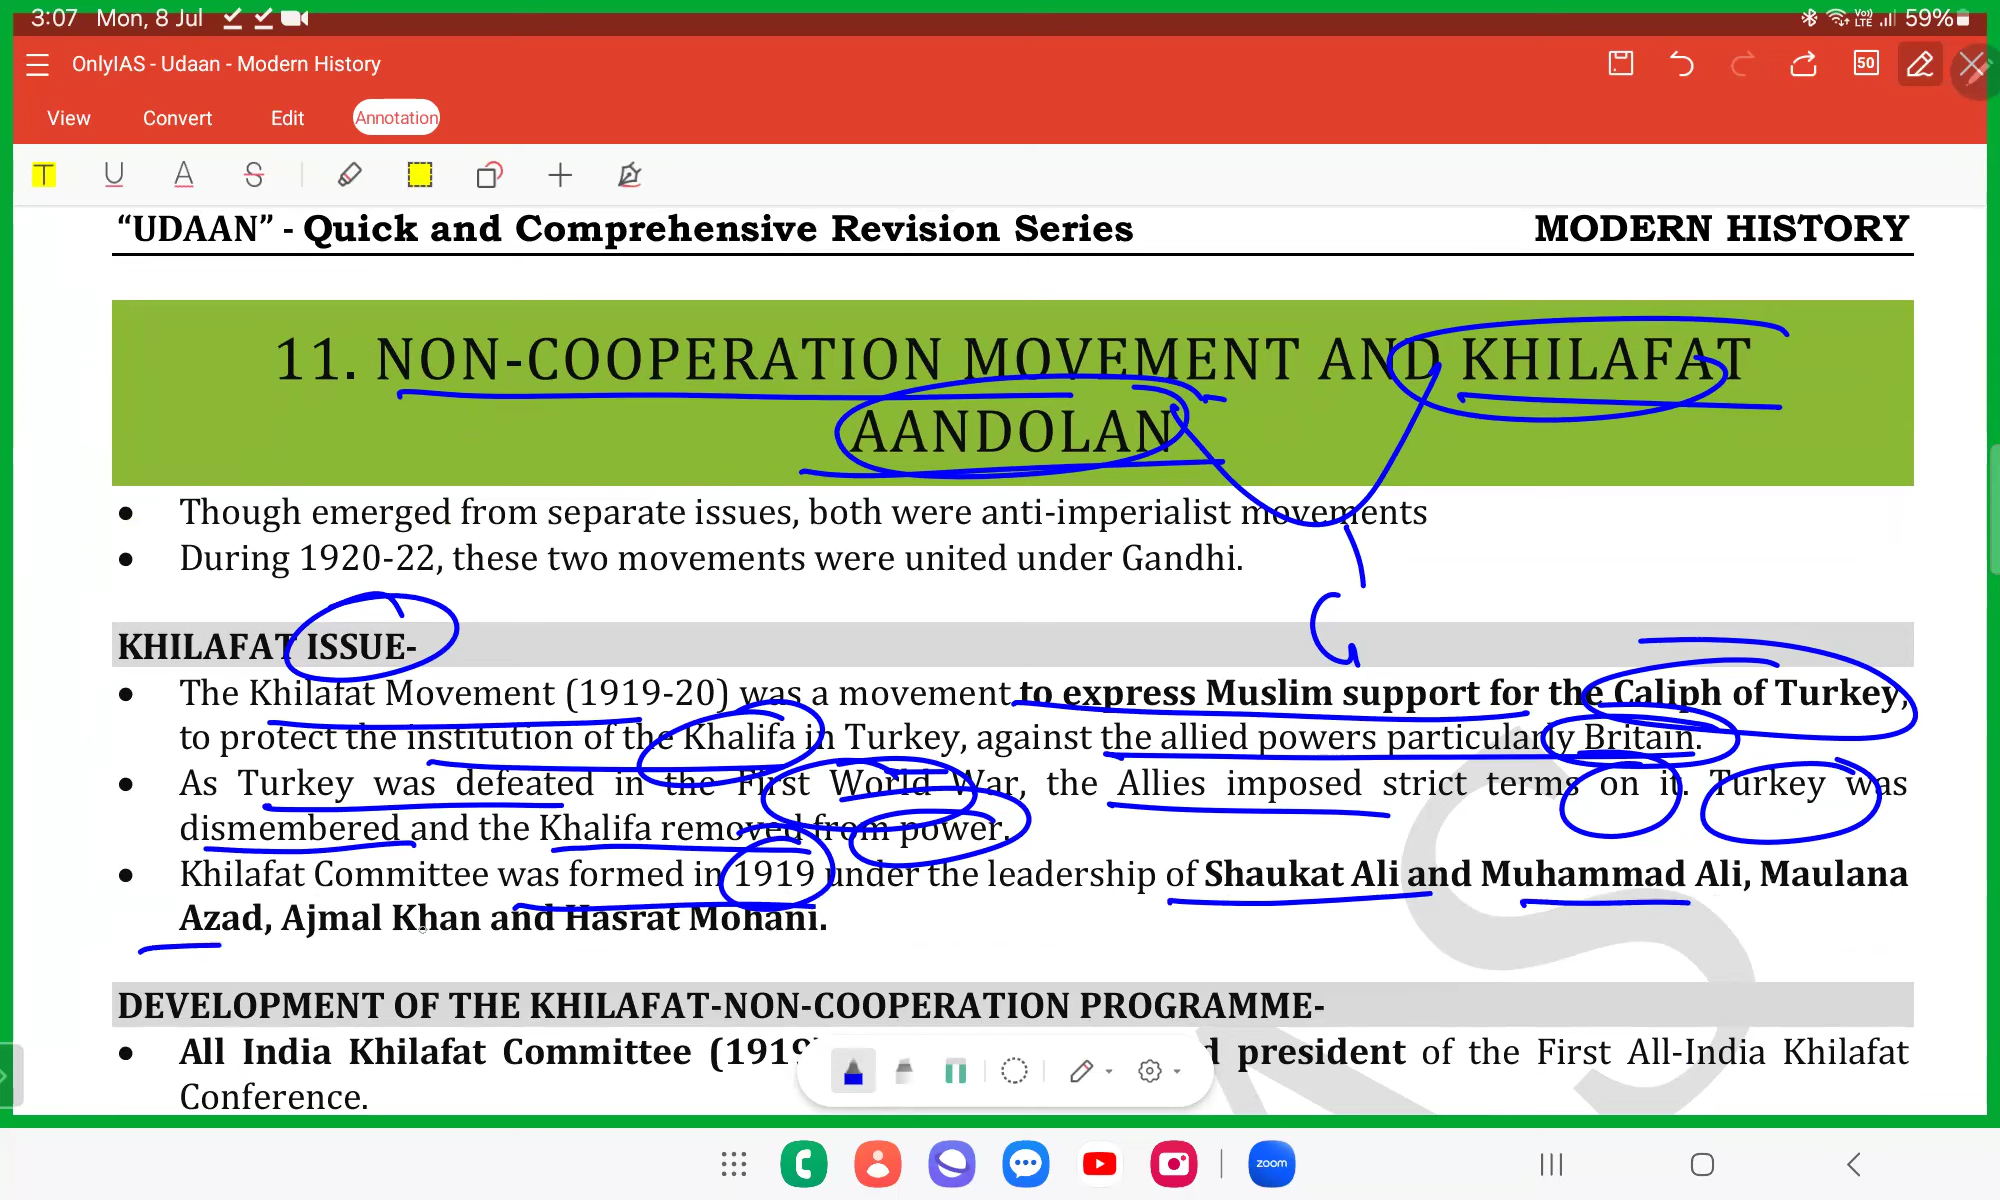 3:07 Mon, 8 Jul 59%
OnlyIAS - Udaan - Modern History 50
View Convert Edit Annotation
“UDAAN” - Quick and Comprehensive Revision Series MODERN HISTORY
11. NON-COOPERATION MOVEMENT AND KHILAFAT
AANDOLAN
• Though emerged from separate issues, both were anti-imperialist movements
• During 1920-22, these two movements were united under Gandhi.
KHILAFAT ISSUE-
• The Khilafat Movement (1919-20) was a movement to express Muslim support for the Caliph of Turkey,
to protect the institution of the Khalifa in Turkey, against the allied powers particularly Britain.
• As Turkey was defeated in the First World War, the Allies imposed strict terms on it. Turkey was
dismembered and the Khalifa removed from power.
• Khilafat Committee was formed in 1919 under the leadership of Shaukat Ali and Muhammad Ali, Maulana
Azad, Ajmal Khan and Hasrat Mohani.
DEVELOPMENT OF THE KHILAFAT-NON-COOPERATION PROGRAMME-
• All India Khilafat Committee (1919 president of the First All-India Khilafat
Conference.
zoom